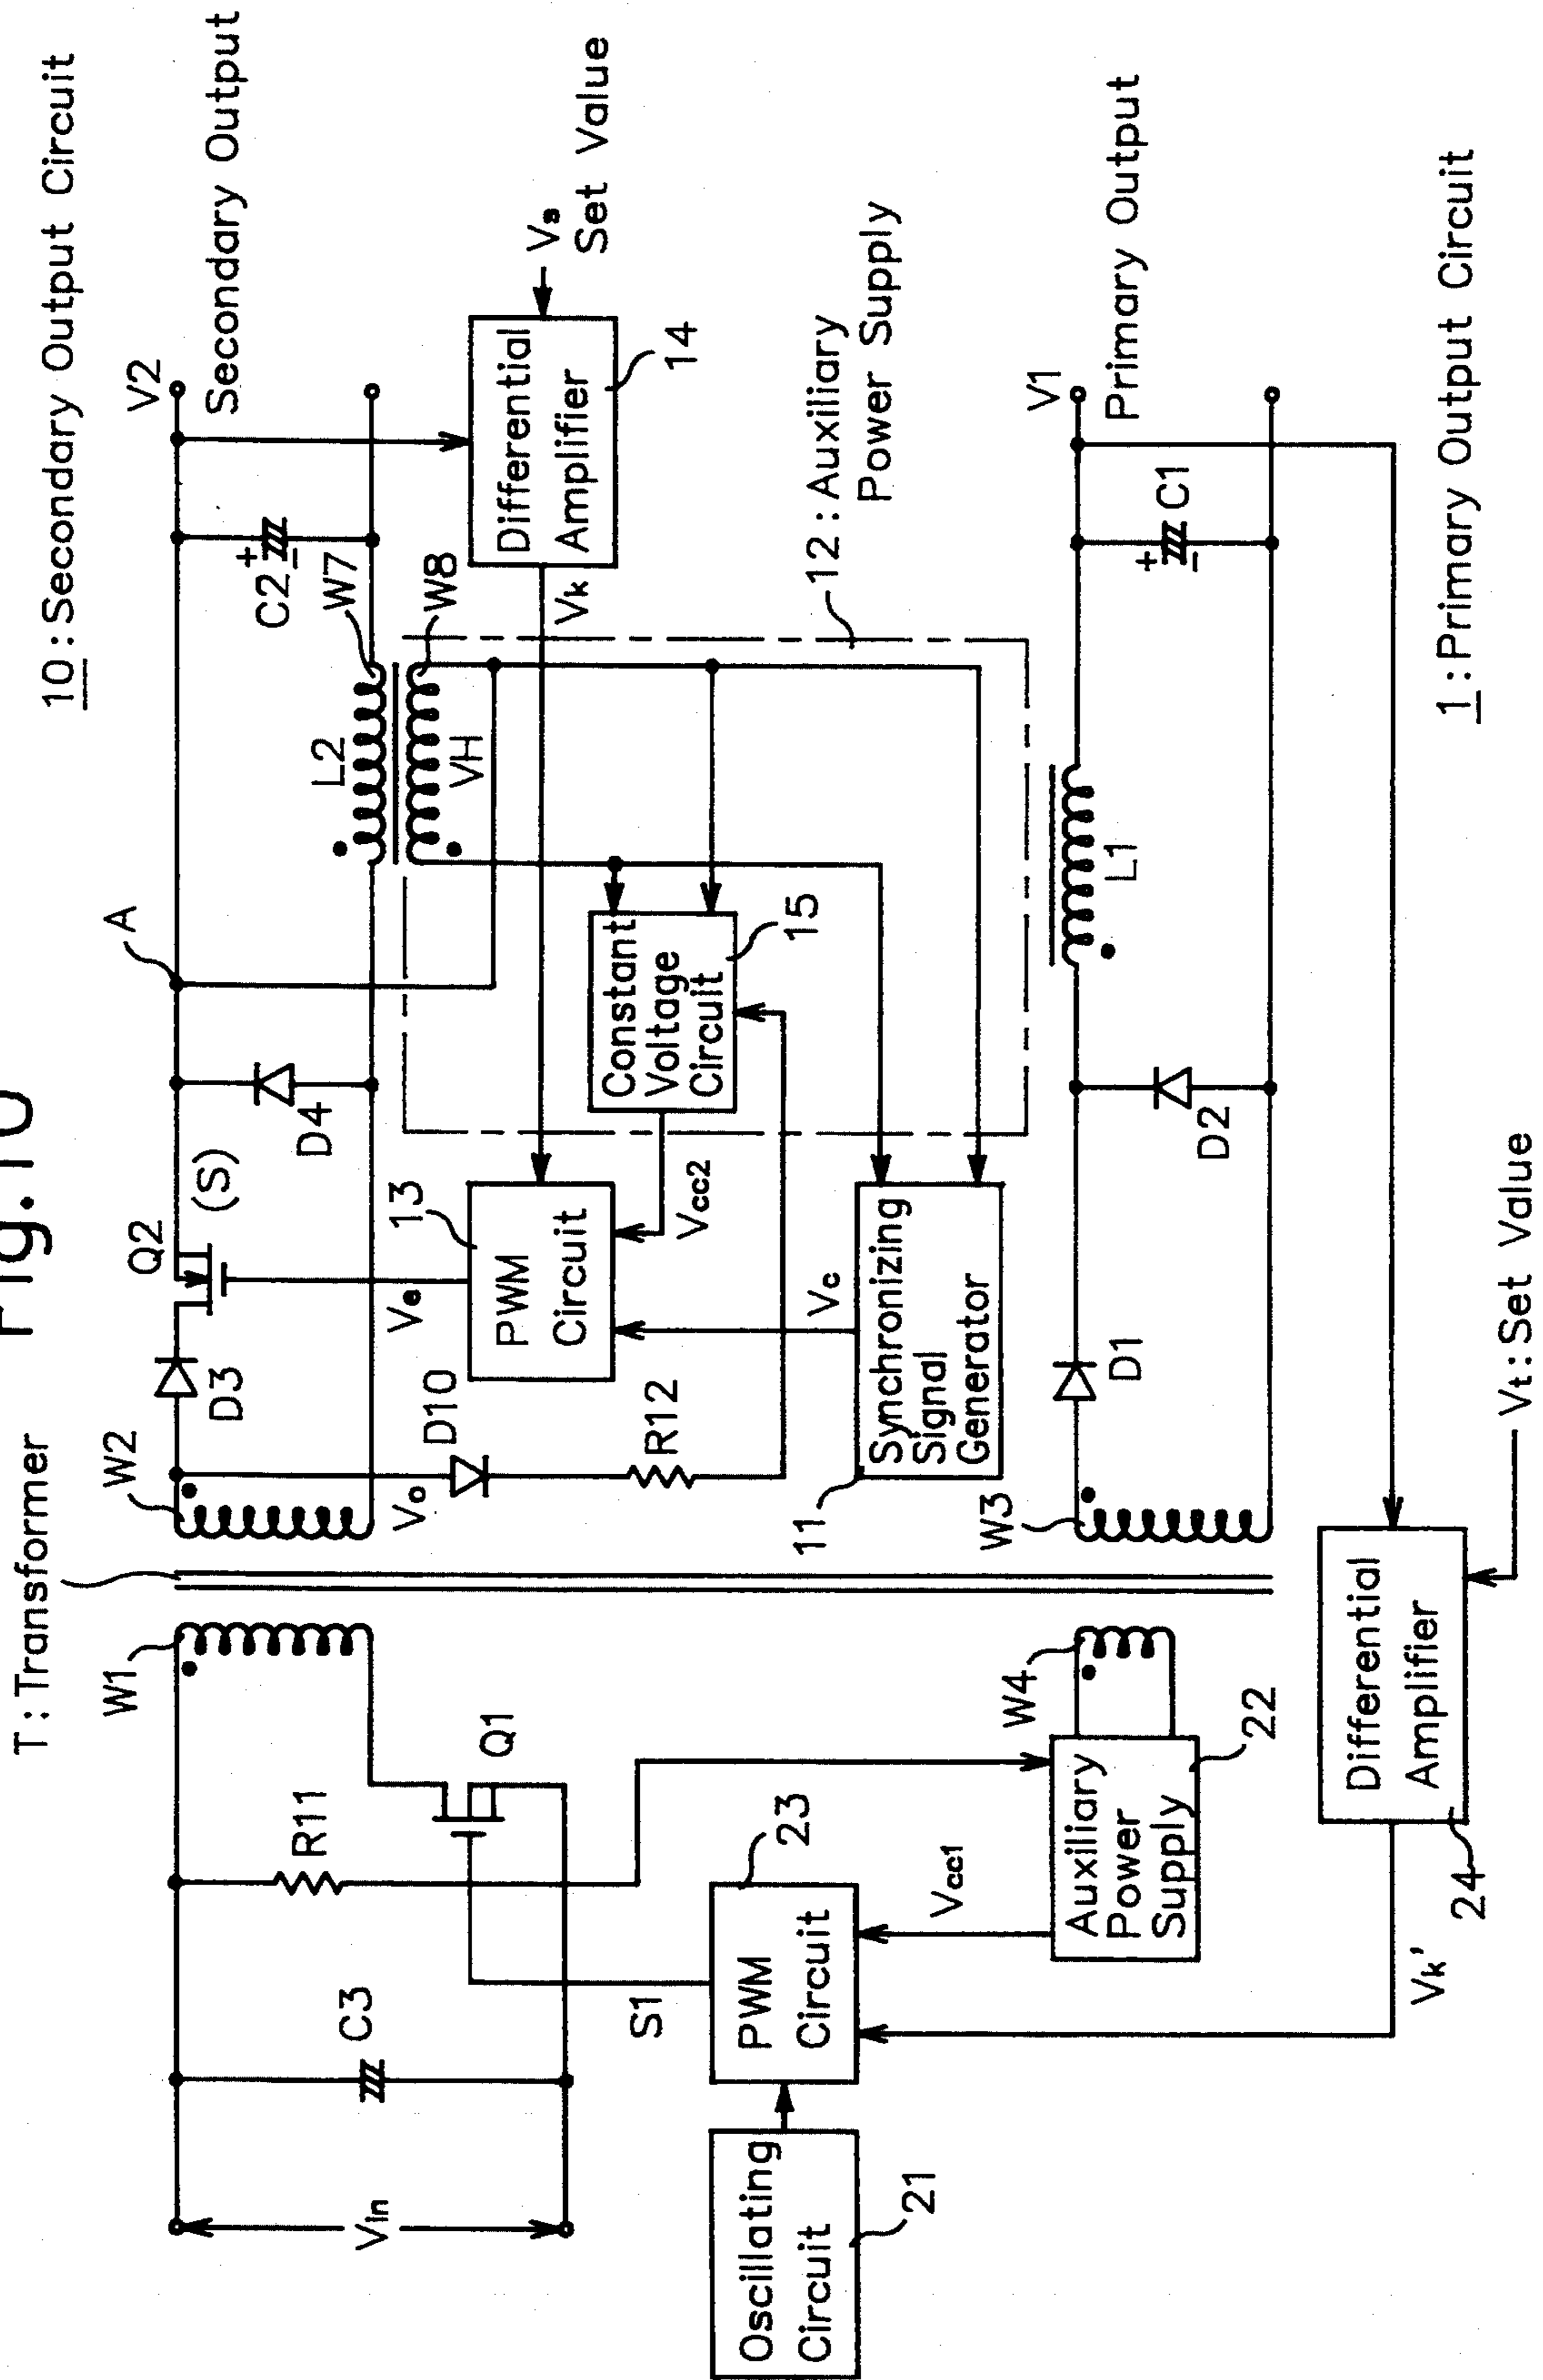 Fig.10
10:Secondary Output Circuit
T:Transformer
W1
W2
D3
Q2
(S)
A
V2
Secondary Output
C3
R11
Q1
Vin
S1
Vo
D10
R12
Ve
13
PWM
Circuit
Vcc2
D4
L2
W7
C2
+
-
W8
VH
Vk
Differential
Amplifier
14
Vs
Set Value
Constant
Voltage
Circuit
15
12:Auxiliary
Power Supply
Vc
11
Synchronizing
Signal
Generator
Oscillating
Circuit
21
PWM
Circuit
23
Vcc1
Auxiliary
Power
Supply
22
W4
W3
D1
D2
L1
C1
+
-
V1
Primary Output
Vk'
24
Differential
Amplifier
Vt:Set Value
1:Primary Output Circuit